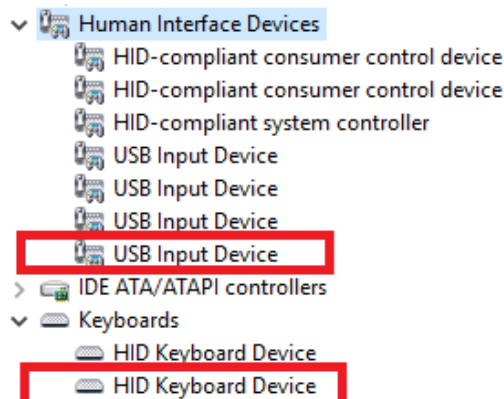 Human Interface Devices
HID-compliant consumer control device
HID-compliant consumer control device
HID-compliant system controller
USB Input Device
USB Input Device
USB Input Device
USB Input Device
IDE ATA/ATAPI controllers
Keyboards
HID Keyboard Device
HID Keyboard Device